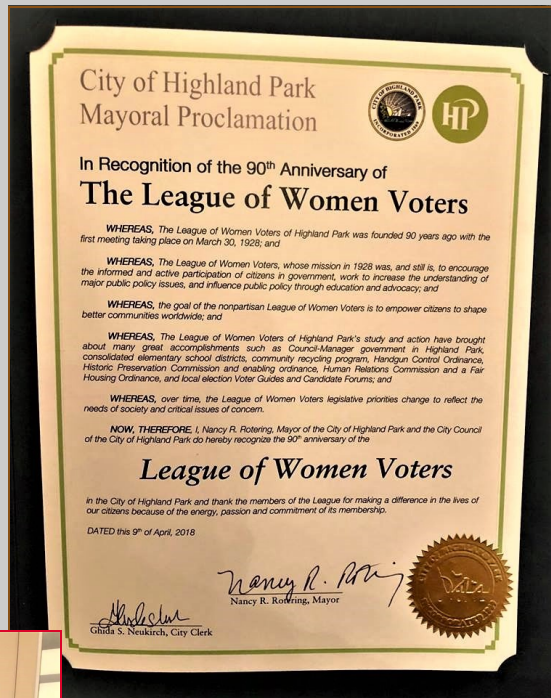 City of Highland Park
Mayoral Proclamation
CITY OF HIGHLAND PARK
INCORPORATED 1869
HP
In Recognition of the 90th Anniversary of
The League of Women Voters
WHEREAS, The League of Women Voters of Highland Park was founded 90 years ago with the
first meeting taking place on March 30, 1928; and
WHEREAS, The League of Women Voters, whose mission in 1928 was, and still is, to encourage
the informed and active participation of citizens in government, work to increase the understanding of
major public policy issues, and influence public policy through education and advocacy; and
WHEREAS, the goal of the nonpartisan League of Women Voters is to empower citizens to shape
better communities worldwide; and
WHEREAS, The League of Women Voters of Highland Park's study and action have brought
about many great accomplishments such as Council-Manager government in Highland Park,
consolidated elementary school districts, community recycling program, Handgun Control Ordinance,
Historic Preservation Commission and enabling ordinance, Human Relations Commission and a Fair
Housing Ordinance, and local election Voter Guides and Candidate Forums; and
WHEREAS, over time, the League of Women Voters legislative priorities change to reflect the
needs of society and critical issues of concern.
NOW, THEREFORE, I, Nancy R. Rotering, Mayor of the City of Highland Park and the City Council
of the City of Highland Park do hereby recognize the 90th anniversary of the
League of Women Voters
in the City of Highland Park and thank the members of the League for making a difference in the lives of
our citizens because of the energy, passion and commitment of its membership.
DATED this 9th of April, 2018
Nancy R. Rotering, Mayor
Ghida S. Neukirch, City Clerk